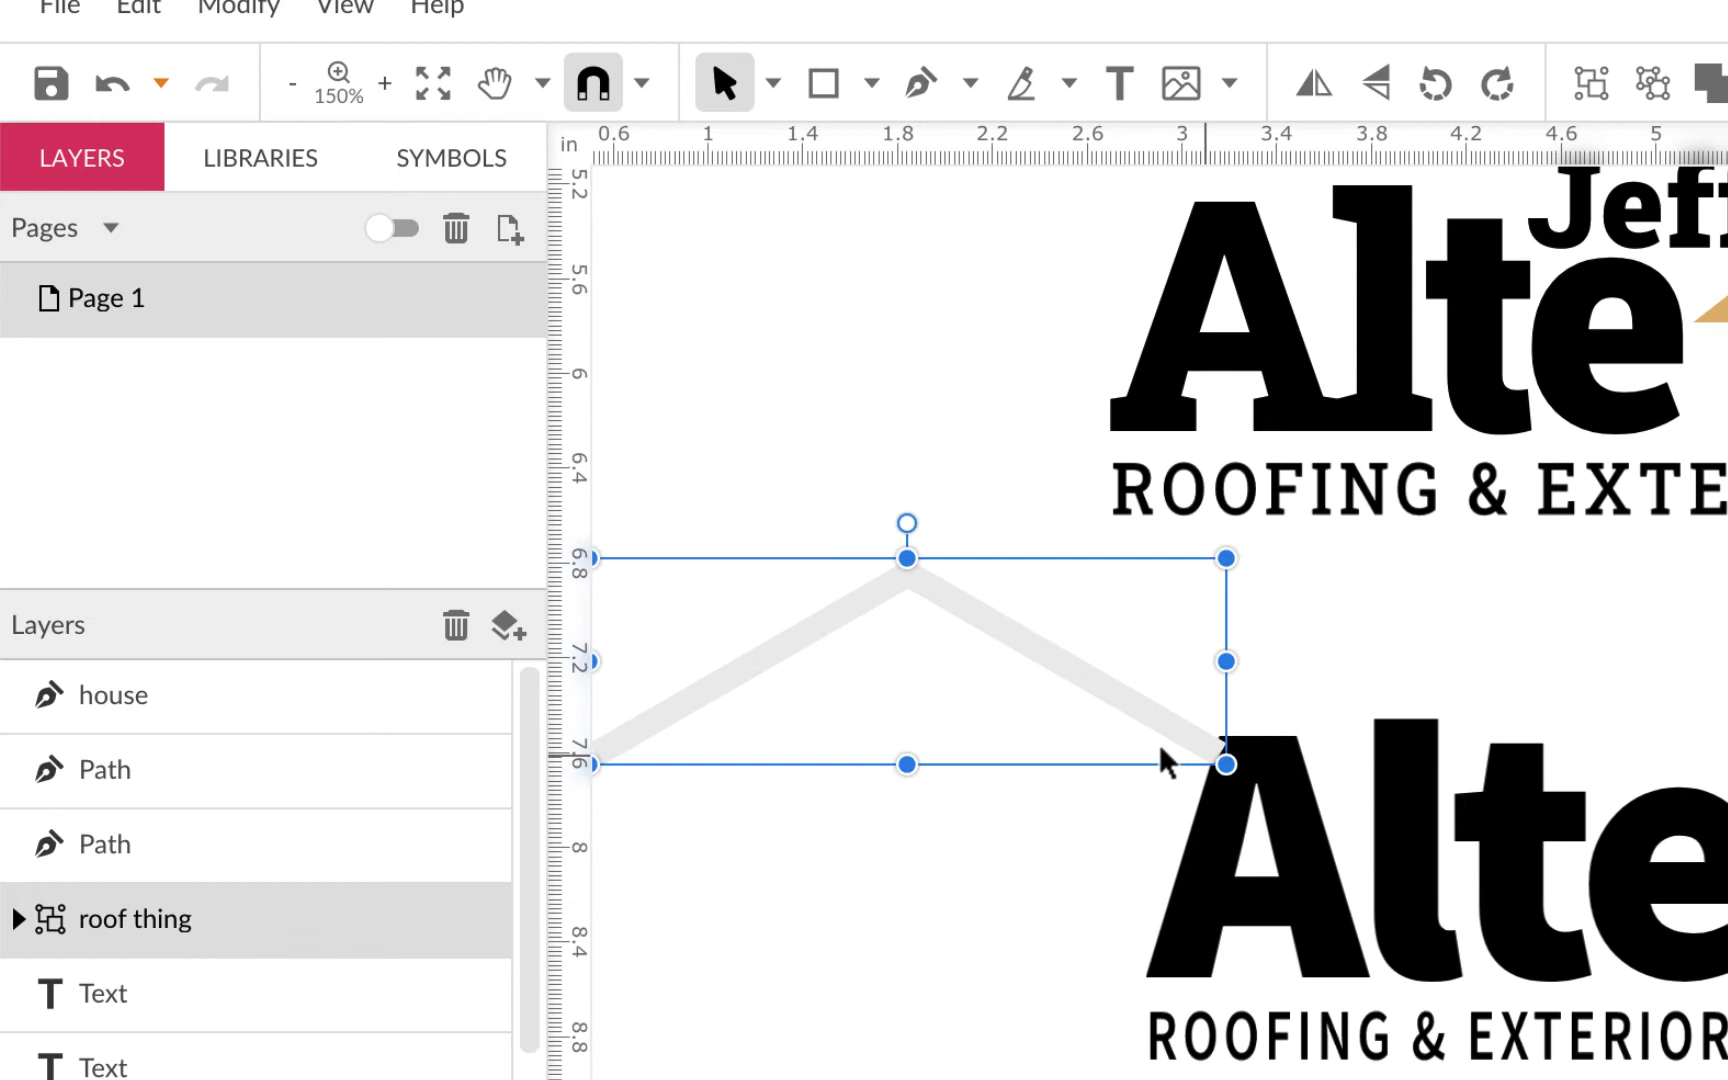 File Edit Modify View Help
- 150% + T
LAYERS LIBRARIES SYMBOLS
in 0.6 1 1.4 1.8 2.2 2.6 3 3.4 3.8 4.2 4.6 5
Pages
Page 1
5.2
5.6
6
6.4
6.8
7.2
7.6
8
8.4
8.8
Jeff
Alte
ROOFING & EXTE
Layers
house
Path
Path
roof thing
T Text
T Text
Alte
ROOFING & EXTERIOR